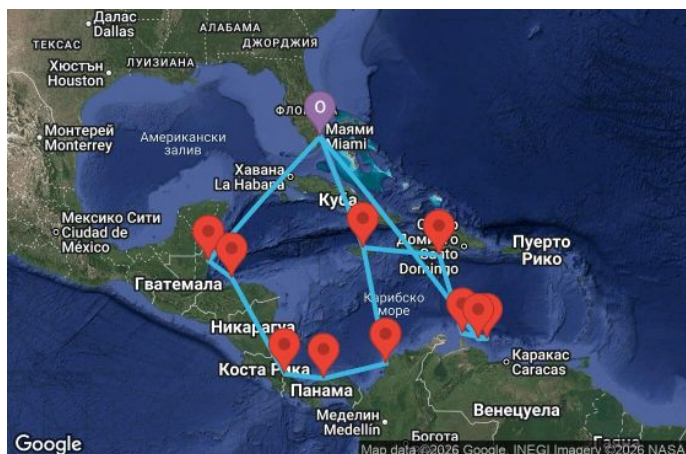 Далас
Dallas
АЛАБАМА
ТЕКСАС
ДЖОРДЖИЯ
Хюстън
Houston
ЛУИЗИАНА
ФЛО
O
Монтерей
Monterrey
Американски
залив
Маями
Miami
Хавана
La Habana
Куба
Мексико Сити
Ciudad de
México
Домин
Santo
Domingo
Пуерто
Рико
Гватемала
Карибско
море
Никарагуа
Коста Рика
Панама
Каракас
Caracas
Меделин
Medellín
Венецуела
Богота
Google
Map data ©2026 Google, INEGI Imagery ©2026 NASA